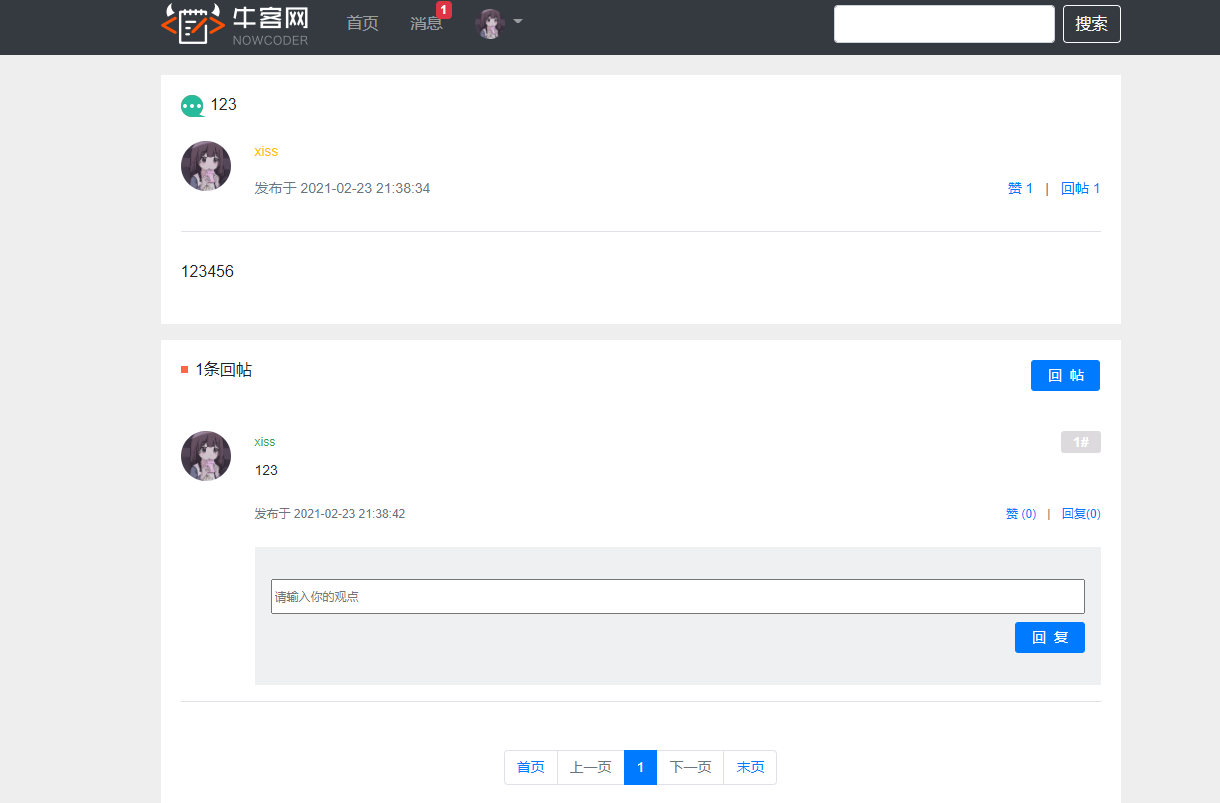 牛客网
NOWCODER
首页
消息
1
搜索
123
xiss
发布于 2021-02-23 21:38:34
赞 1 | 回帖 1
123456
1条回帖
回 帖
xiss
1#
123
发布于 2021-02-23 21:38:42
赞 (0) | 回复(0)
请输入你的观点
回 复
首页 上一页 1 下一页 末页